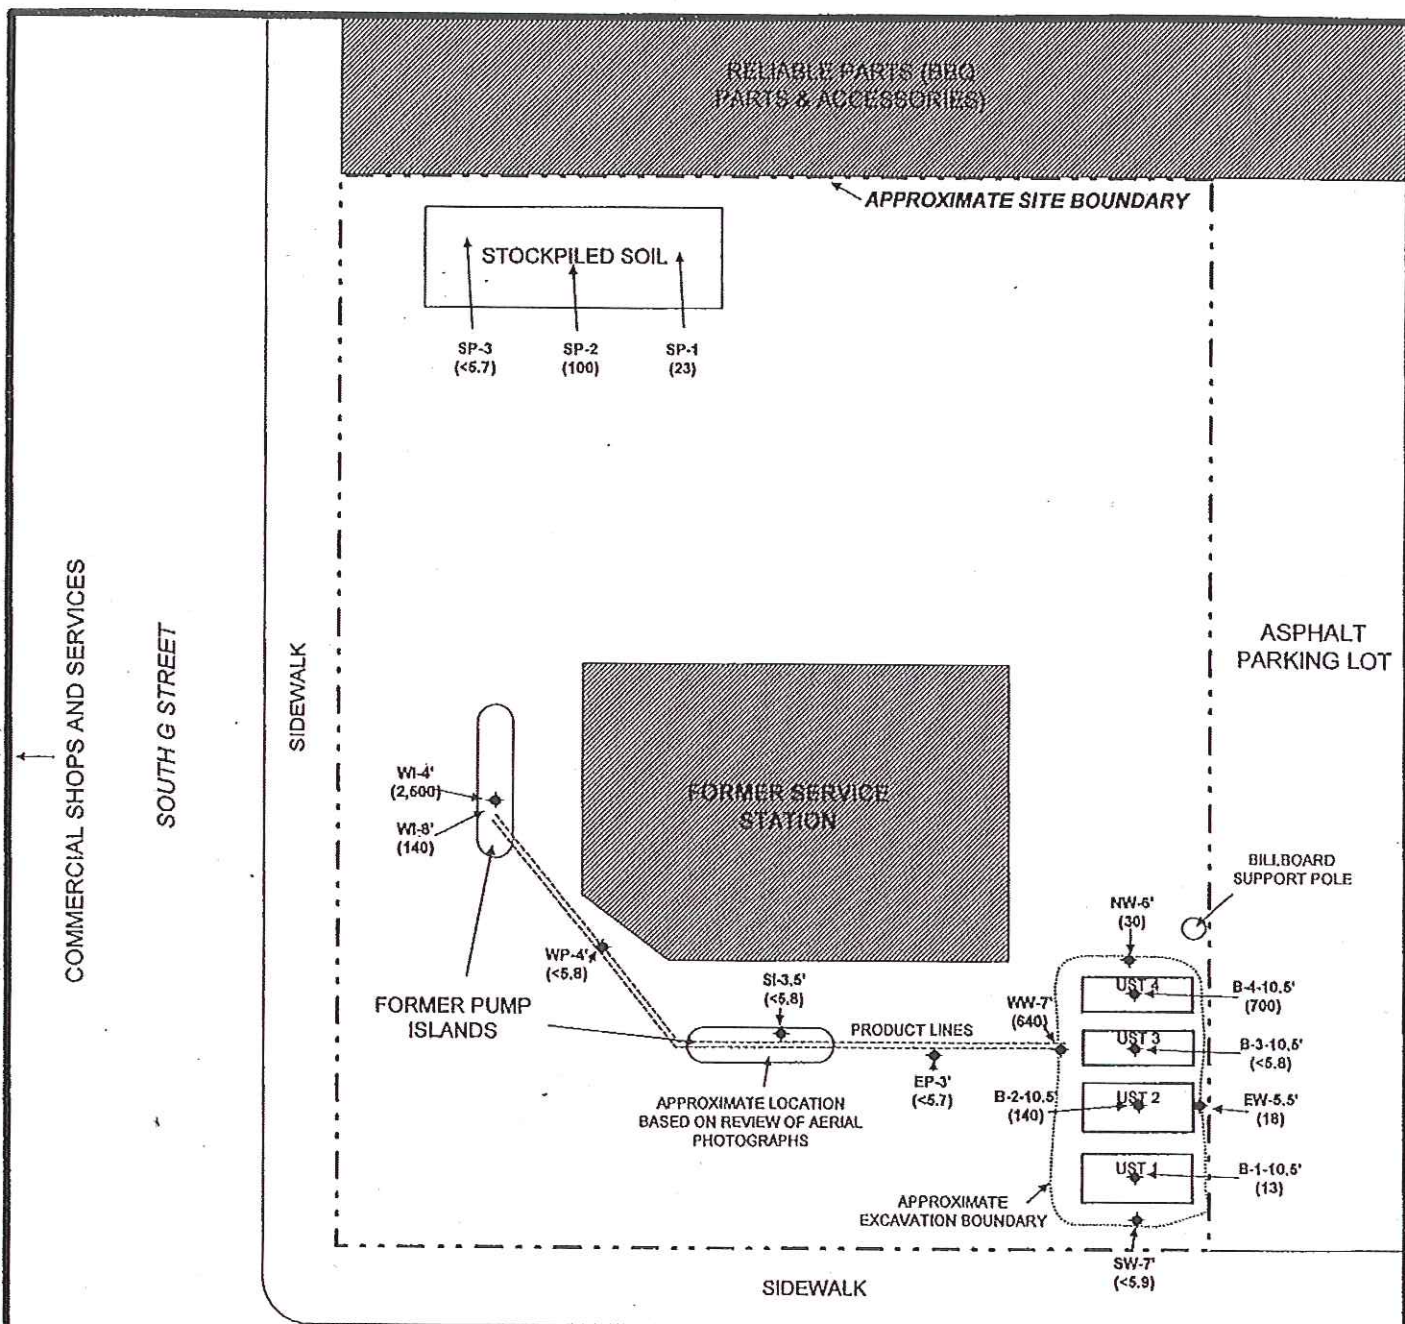 RELIABLE PARTS (BBQ
PARTS & ACCESSORIES)
APPROXIMATE SITE BOUNDARY
STOCKPILED SOIL
SP-3
(<5.7)
SP-2
(100)
SP-1
(23)
COMMERCIAL SHOPS AND SERVICES
SOUTH G STREET
SIDEWALK
ASPHALT
PARKING LOT
FORMER SERVICE
STATION
WI-4'
(2,600)
WI-8'
(140)
BILLBOARD
SUPPORT POLE
NW-6'
(30)
WP-4'
(<5.8)
SI-3.5'
(<5.8)
FORMER PUMP
ISLANDS
PRODUCT LINES
WW-7'
(640)
UST 4
B-4-10.5'
(700)
UST 3
B-3-10.5'
(<5.8)
EP-3'
(<5.7)
B-2-10.5'
(140)
UST 2
EW-5.5'
(18)
APPROXIMATE LOCATION
BASED ON REVIEW OF AERIAL
PHOTOGRAPHS
UST 1
B-1-10.5'
(13)
APPROXIMATE
EXCAVATION BOUNDARY
SW-7'
(<5.9)
SIDEWALK